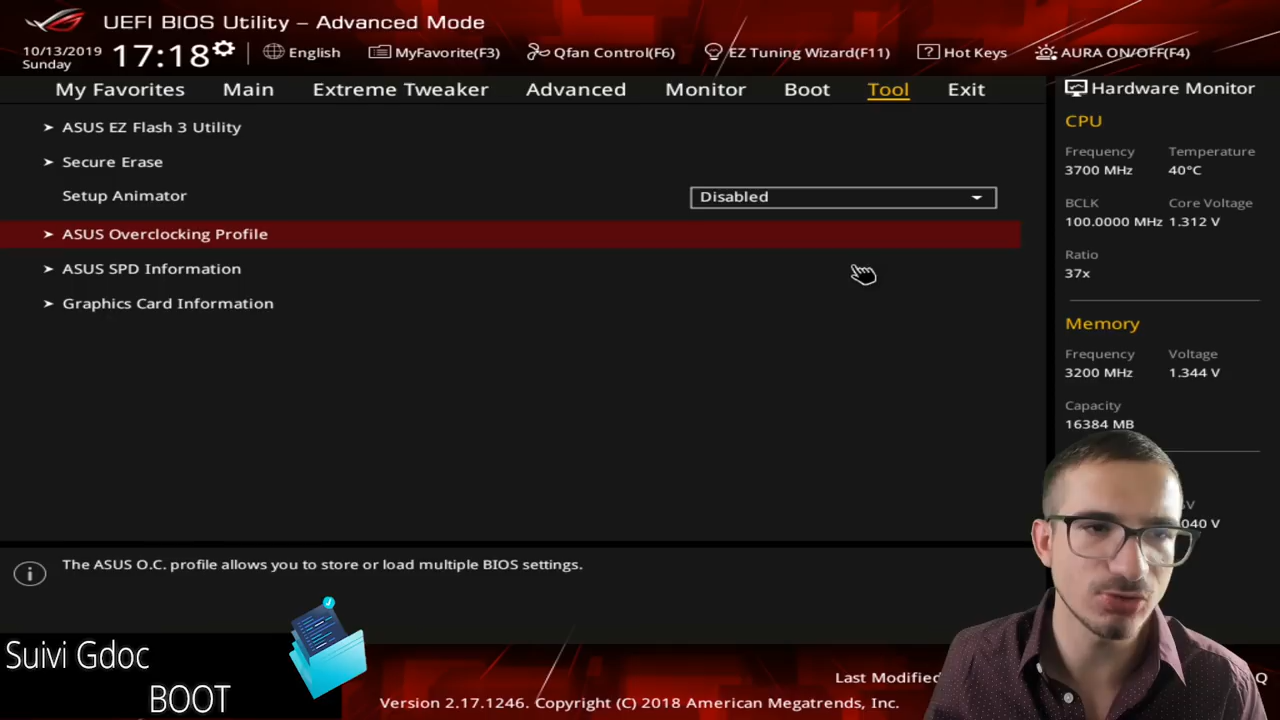 UEFI BIOS Utility – Advanced Mode
10/13/2019
Sunday
17:18
English
MyFavorite(F3)
Qfan Control(F6)
EZ Tuning Wizard(F11)
? Hot Keys
AURA ON/OFF(F4)
My Favorites Main Extreme Tweaker Advanced Monitor Boot Tool Exit
Hardware Monitor
ASUS EZ Flash 3 Utility
Secure Erase
Setup Animator Disabled
ASUS Overclocking Profile
ASUS SPD Information
Graphics Card Information
CPU
Frequency Temperature
3700 MHz 40°C
BCLK Core Voltage
100.0000 MHz 1.312 V
Ratio
37x
Memory
Frequency Voltage
3200 MHz 1.344 V
Capacity
16384 MB
040 V
The ASUS O.C. profile allows you to store or load multiple BIOS settings.
Suivi Gdoc
BOOT
Last Modified
Version 2.17.1246. Copyright (C) 2018 American Megatrends, Inc.